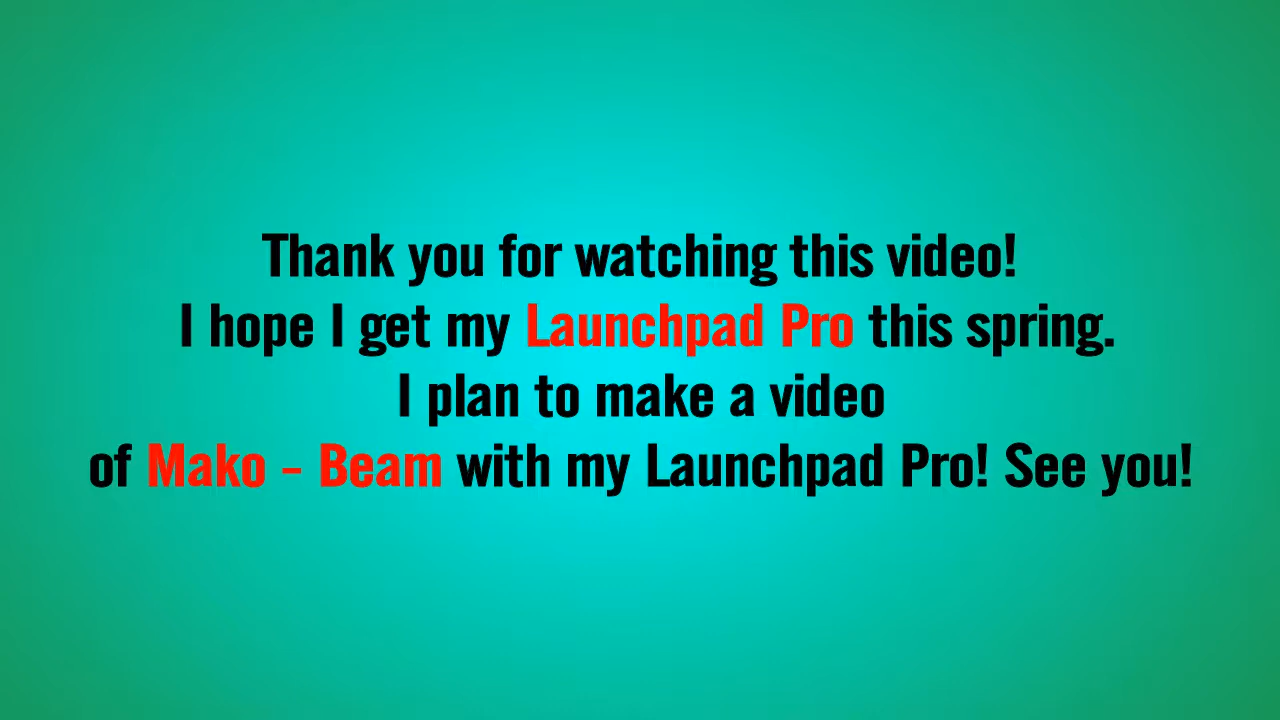 Thank you for watching this video!
I hope I get my Launchpad Pro this spring.
I plan to make a video
of Mako - Beam with my Launchpad Pro! See you!